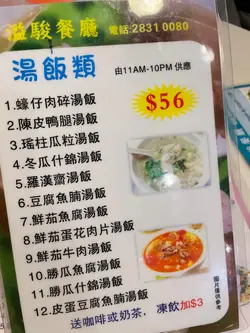 溢駿餐廳 電話:2831 0080
湯飯類 由11AM-10PM 供應
$56
1.蠔仔肉碎湯飯
2.陳皮鴨腿湯飯
3.瑤柱瓜粒湯飯
4.冬瓜什錦湯飯
5.羅漢齋湯飯
6.豆腐魚腩湯飯
7.鮮茄魚腐湯飯
8.鮮茄蛋花肉片湯飯
9.鮮茄牛肉湯飯
10.勝瓜魚腐湯飯
11.勝瓜什錦湯飯
12.皮蛋豆腐魚腩湯飯
圖片僅供參考
送咖啡或奶茶, 凍飲加$3